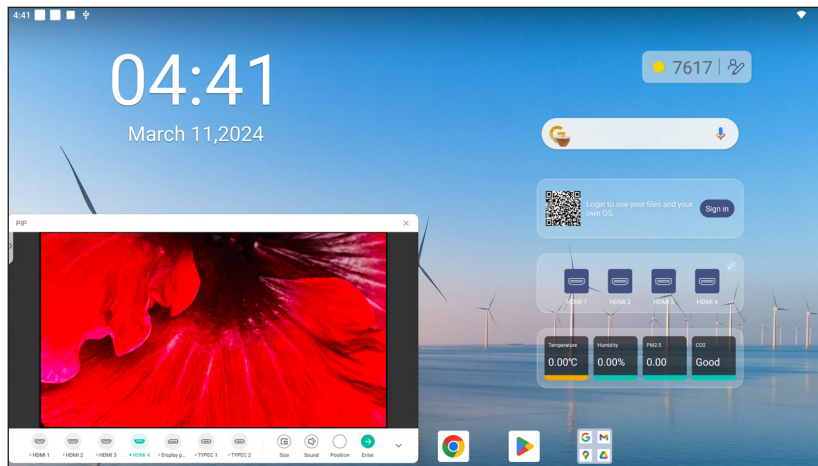 4:41
04:41
March 11,2024
7617
Login to see your files and your
own OS.
Sign in
PIP
HDMI 1
HDMI 2
HDMI 3
HDMI 4
Temperature
0.00℃
Humidity
0.00%
PM2.5
0.00
CO2
Good
HDMI 1
HDMI 2
HDMI 3
HDMI 4
Display p...
TYPEC 1
TYPEC 2
Size
Sound
Position
Enter